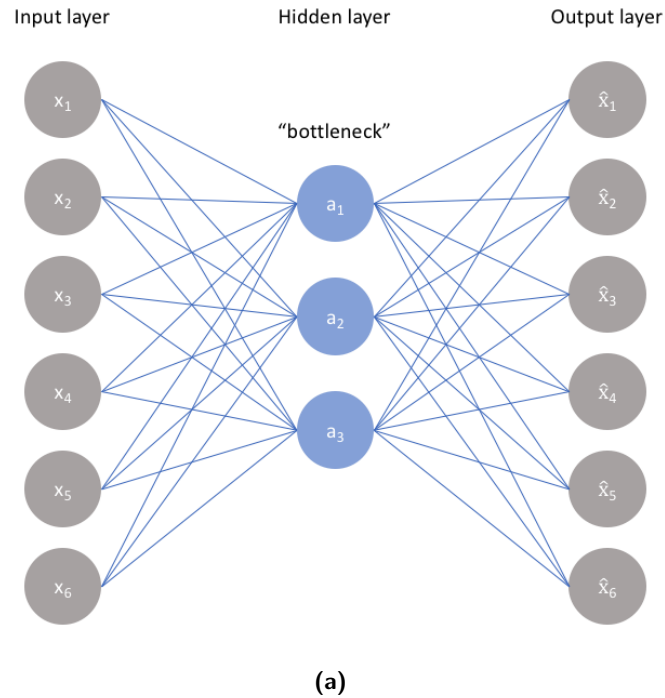 Input layer
Hidden layer
Output layer
“bottleneck”
x₁
x₂
x₃
x₄
x₅
x₆
a₁
a₂
a₃
x̂₁
x̂₂
x̂₃
x̂₄
x̂₅
x̂₆
(a)